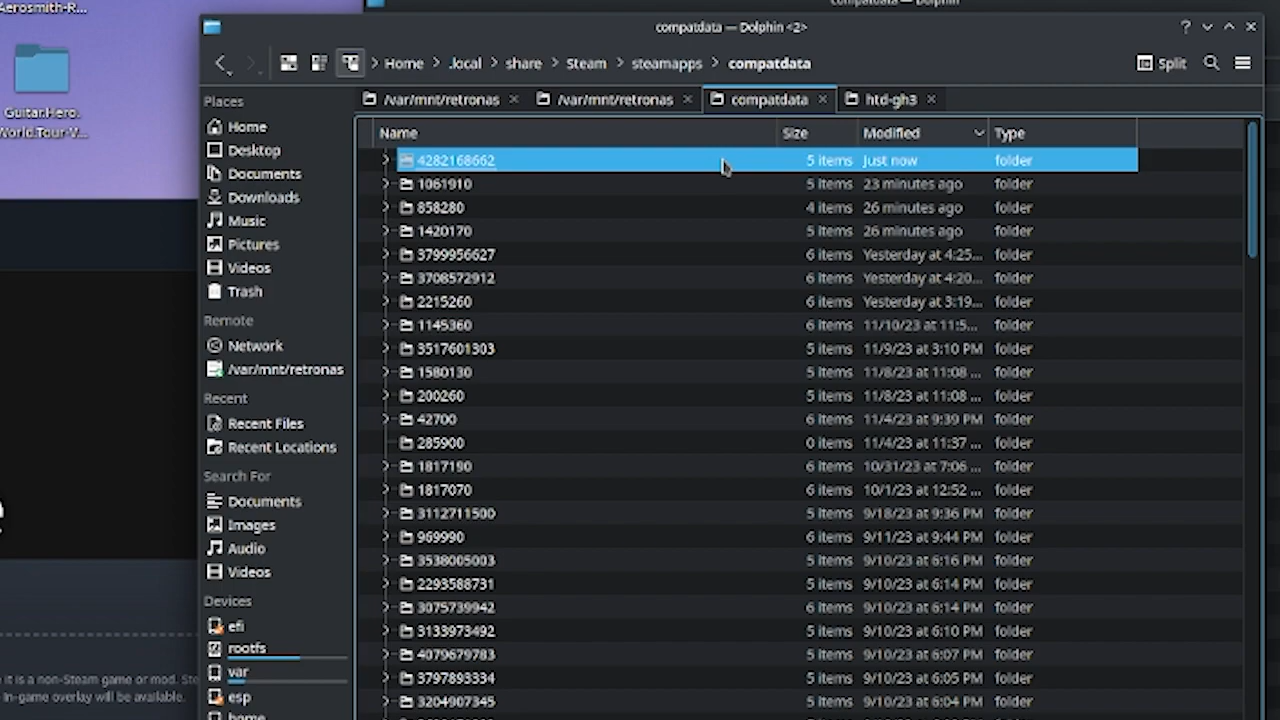 Aerosmith-R...
Guitar.Hero.
World.Tour-V...
compatdata — Dolphin
compatdata — Dolphin <2>
Home > .local > share > Steam > steamapps > compatdata
Split
/var/mnt/retronas
/var/mnt/retronas
compatdata
htd-gh3
Places
Home
Desktop
Documents
Downloads
Music
Pictures
Videos
Trash
Remote
Network
/var/mnt/retronas
Recent
Recent Files
Recent Locations
Search For
Documents
Images
Audio
Videos
Devices
efi
rootfs
var
esp
home
Name Size Modified Type
4282168662 5 items Just now folder
1061910 5 items 23 minutes ago folder
858280 4 items 26 minutes ago folder
1420170 5 items 26 minutes ago folder
3799956627 6 items Yesterday at 4:25... folder
3708572912 6 items Yesterday at 4:20... folder
2215260 6 items Yesterday at 3:19... folder
1145360 6 items 11/10/23 at 11:5... folder
3517601303 5 items 11/9/23 at 3:10 PM folder
1580130 5 items 11/8/23 at 11:08 ... folder
200260 5 items 11/8/23 at 11:08 ... folder
42700 6 items 11/4/23 at 9:39 PM folder
285900 0 items 11/4/23 at 11:37 ... folder
1817190 6 items 10/31/23 at 7:06 ... folder
1817070 6 items 10/1/23 at 12:52 ... folder
3112711500 5 items 9/18/23 at 9:36 PM folder
969990 6 items 9/11/23 at 9:44 PM folder
3538005003 5 items 9/10/23 at 6:16 PM folder
2293588731 5 items 9/10/23 at 6:14 PM folder
3075739942 6 items 9/10/23 at 6:14 PM folder
3133973492 5 items 9/10/23 at 6:10 PM folder
4079679783 5 items 9/10/23 at 6:07 PM folder
3797893334 5 items 9/10/23 at 6:05 PM folder
3204907345 5 items 9/10/23 at 6:04 PM folder
e
it is a non-Steam game or mod. Ste
In-game overlay will be available.